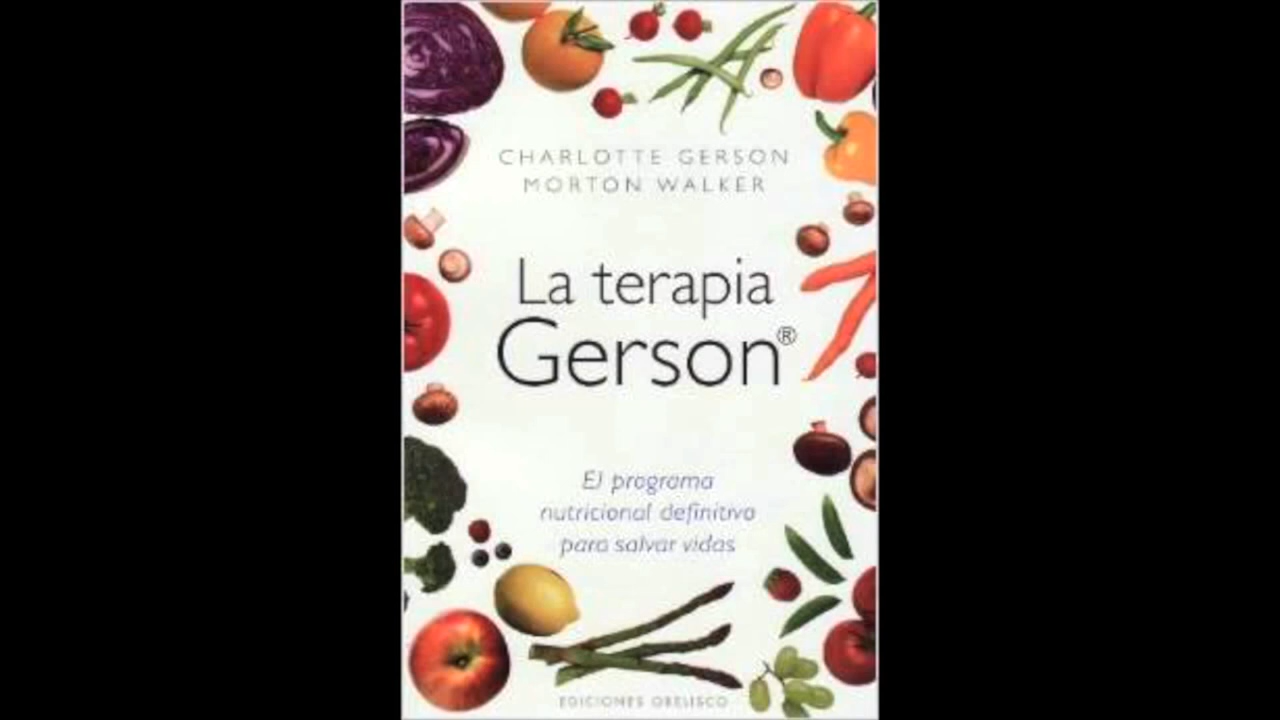 CHARLOTTE GERSON
MORTON WALKER
La terapia
Gerson®
El programa
nutricional definitivo
para salvar vidas
EDICIONES OBELISCO